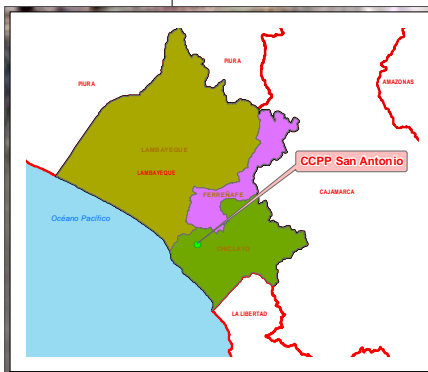 PIURA
PIURA
AMAZONAS
LAMBAYEQUE
CCPP San Antonio
LAMBAYEQUE
FERREÑAFE
CAJAMARCA
Océano Pacífico
CHICLAYO
LA LIBERTAD